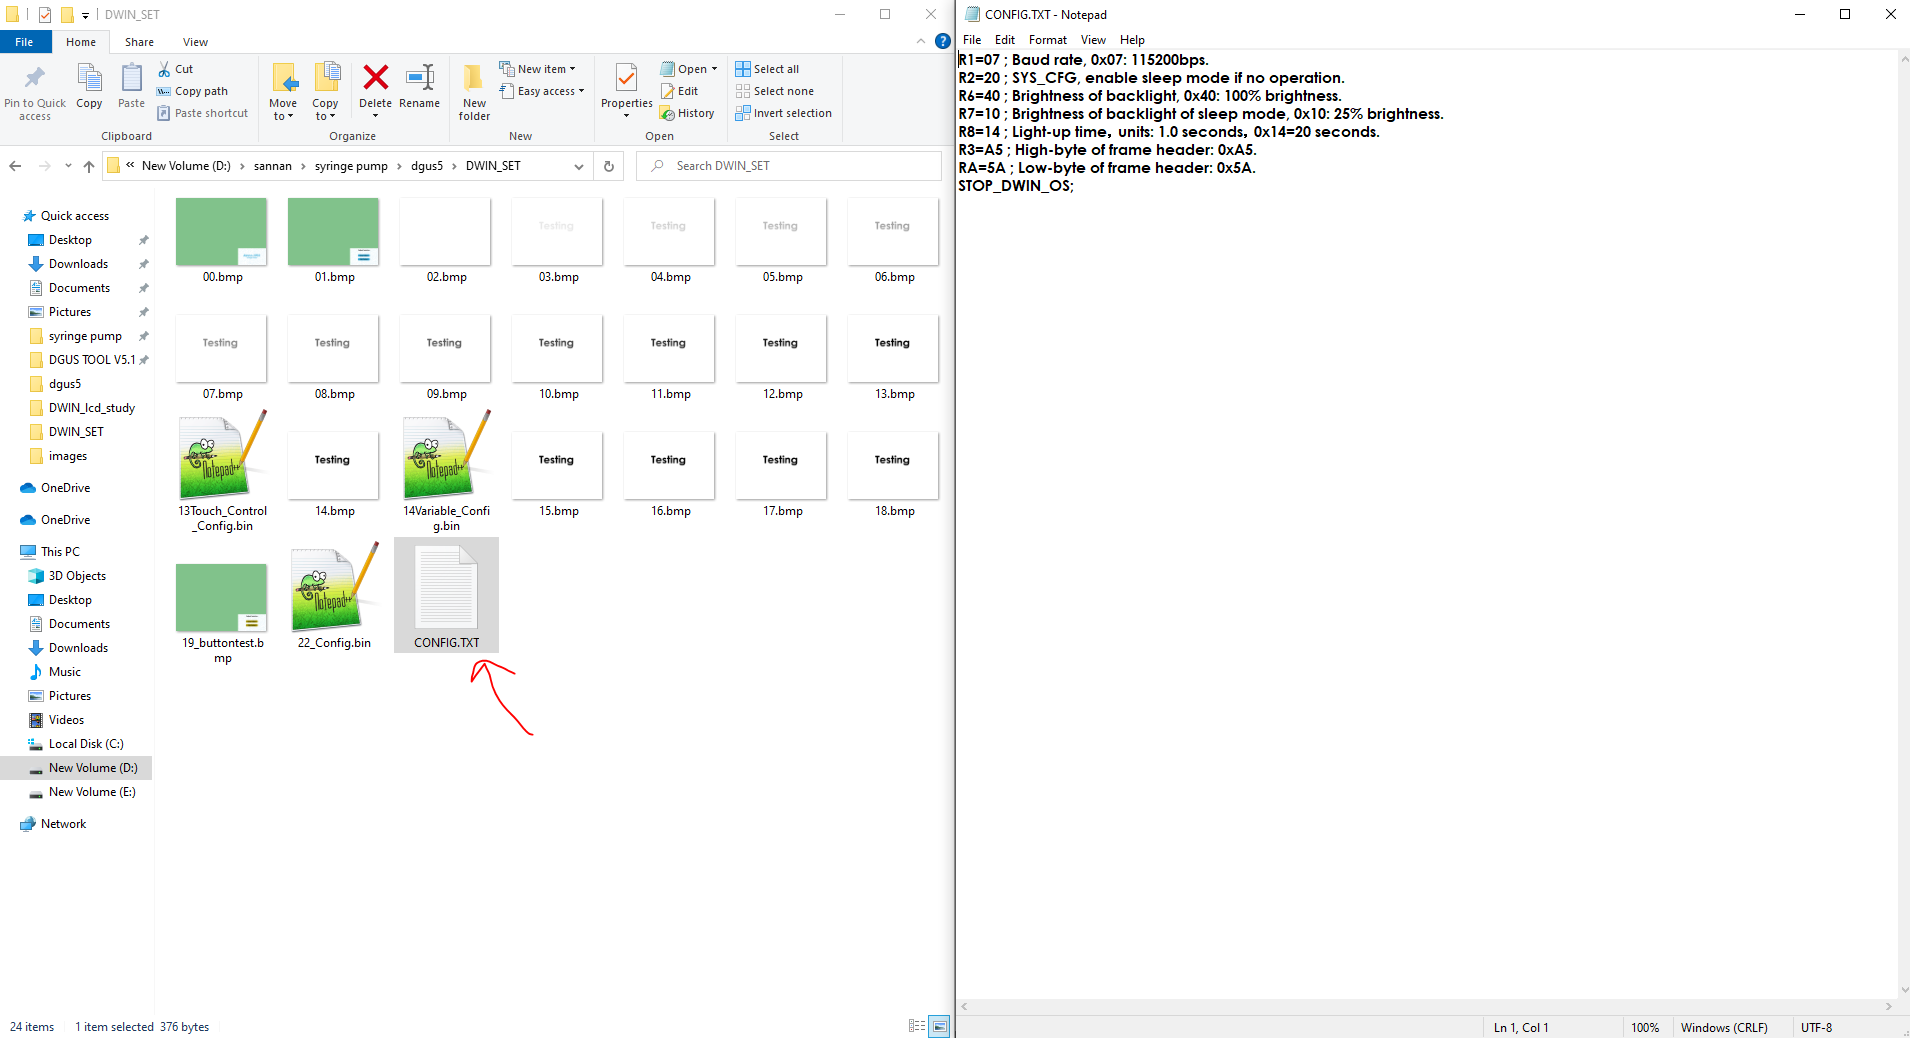 DWIN_SET
File
Home
Share
View
Pin to Quick access
Copy
Paste
Cut
Copy path
Paste shortcut
Clipboard
Move to
Copy to
Delete
Rename
Organize
New folder
New item
Easy access
New
Properties
Open
Edit
History
Open
Select all
Select none
Invert selection
Select
« New Volume (D:) › sannan › syringe pump › dgus5 › DWIN_SET
Search DWIN_SET
Quick access
Desktop
Downloads
Documents
Pictures
syringe pump
DGUS TOOL V5.1
dgus5
DWIN_lcd_study
DWIN_SET
images
OneDrive
OneDrive
This PC
3D Objects
Desktop
Documents
Downloads
Music
Pictures
Videos
Local Disk (C:)
New Volume (D:)
New Volume (E:)
Network
Testing
Testing
Testing
Testing
00.bmp
01.bmp
02.bmp
03.bmp
04.bmp
05.bmp
06.bmp
Testing
Testing
Testing
Testing
Testing
Testing
Testing
07.bmp
08.bmp
09.bmp
10.bmp
11.bmp
12.bmp
13.bmp
Notepad++
Testing
Notepad++
Testing
Testing
Testing
Testing
13Touch_Control
_Config.bin
14.bmp
14Variable_Confi
g.bin
15.bmp
16.bmp
17.bmp
18.bmp
Notepad++
19_buttontest.b
mp
22_Config.bin
CONFIG.TXT
24 items
1 item selected 376 bytes
CONFIG.TXT - Notepad
File Edit Format View Help
R1=07 ; Baud rate, 0x07: 115200bps.
R2=20 ; SYS_CFG, enable sleep mode if no operation.
R6=40 ; Brightness of backlight, 0x40: 100% brightness.
R7=10 ; Brightness of backlight of sleep mode, 0x10: 25% brightness.
R8=14 ; Light-up time， units: 1.0 seconds， 0x14=20 seconds.
R3=A5 ; High-byte of frame header: 0xA5.
RA=5A ; Low-byte of frame header: 0x5A.
STOP_DWIN_OS;
Ln 1, Col 1
100%
Windows (CRLF)
UTF-8